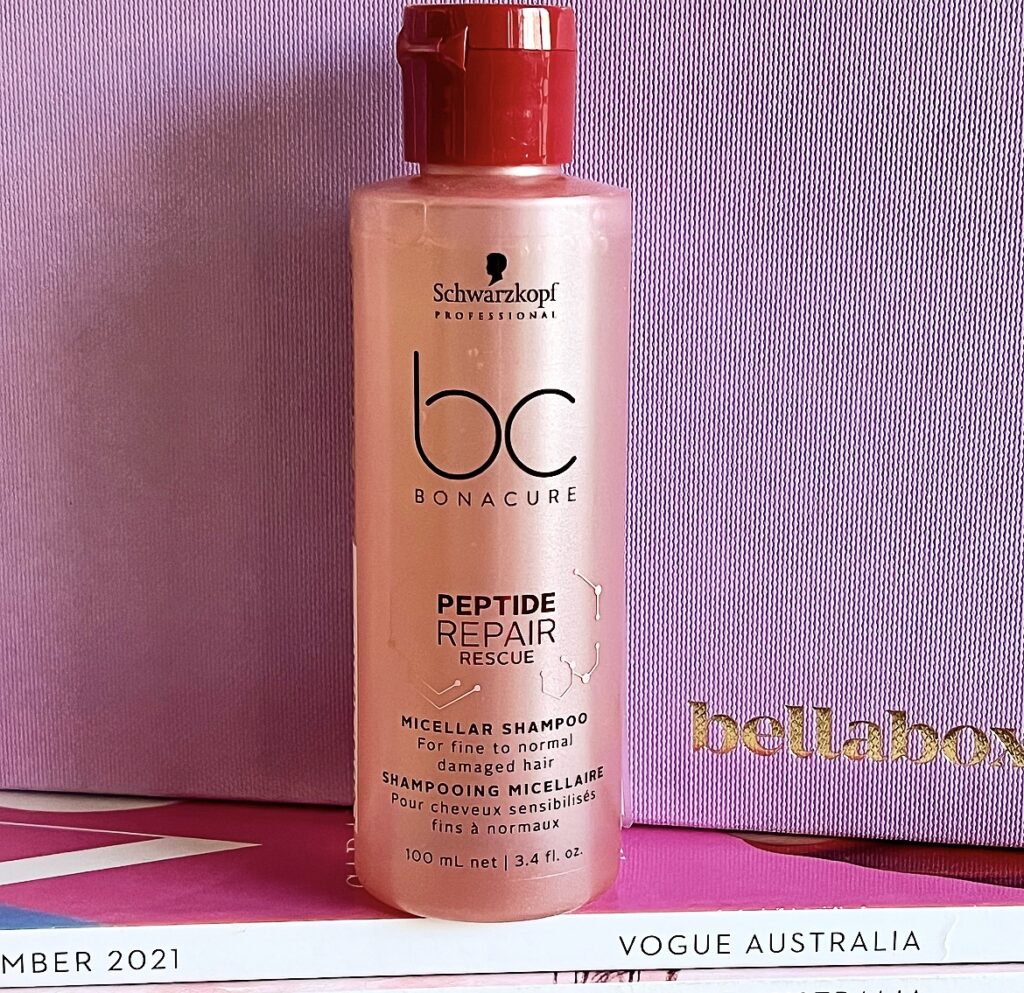 Schwarzkopf
PROFESSIONAL
bc
BONACURE
PEPTIDE
REPAIR
RESCUE
MICELLAR SHAMPOO
For fine to normal
damaged hair
SHAMPOOING MICELLAIRE
Pour cheveux sensibilisés
fins à normaux
100 mL net | 3.4 fl. oz.
bellabox
MBER 2021 VOGUE AUSTRALIA